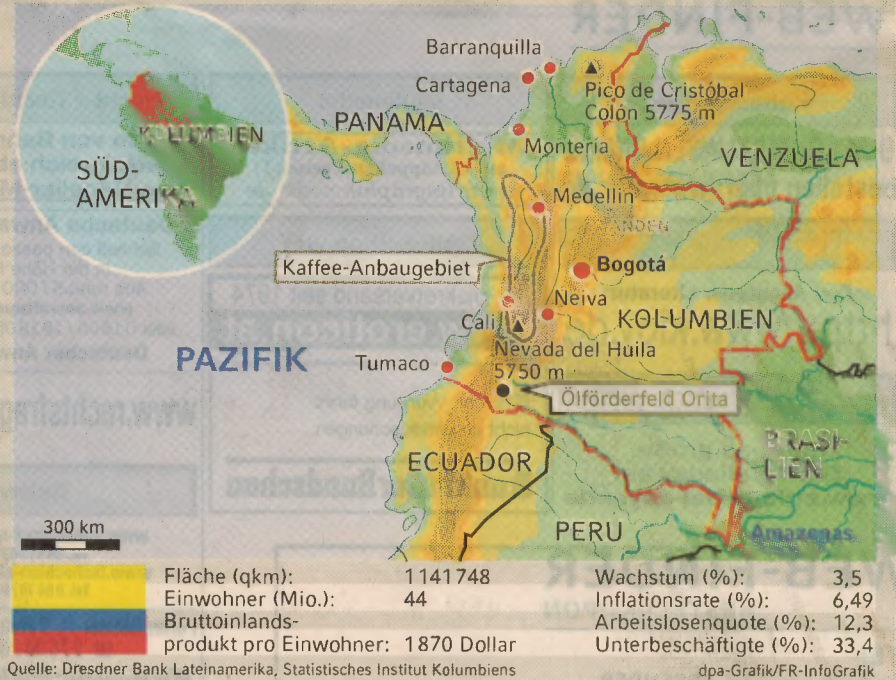 Barranquilla
Cartagena
Pico de Cristóbal
Colón 5775 m
PANAMA
KOLUMBIEN
Montería
VENZUELA
SÜD-
AMERIKA
Medellin
ANDEN
Kaffee-Anbaugebiet
Bogotá
Neiva
Cali
KOLUMBIEN
PAZIFIK
Nevada del Huila
5750 m
Tumaco
Ölförderfeld Orita
ECUADOR
BRASI-
LIEN
300 km
PERU
Amazonas
Fläche (qkm): 1141748
Einwohner (Mio.): 44
Bruttoinlands-
produkt pro Einwohner: 1870 Dollar
Wachstum (%): 3,5
Inflationsrate (%): 6,49
Arbeitslosenquote (%): 12,3
Unterbeschäftigte (%): 33,4
Quelle: Dresdner Bank Lateinamerika, Statistisches Institut Kolumbiens
dpa-Grafik/FR-InfoGrafik